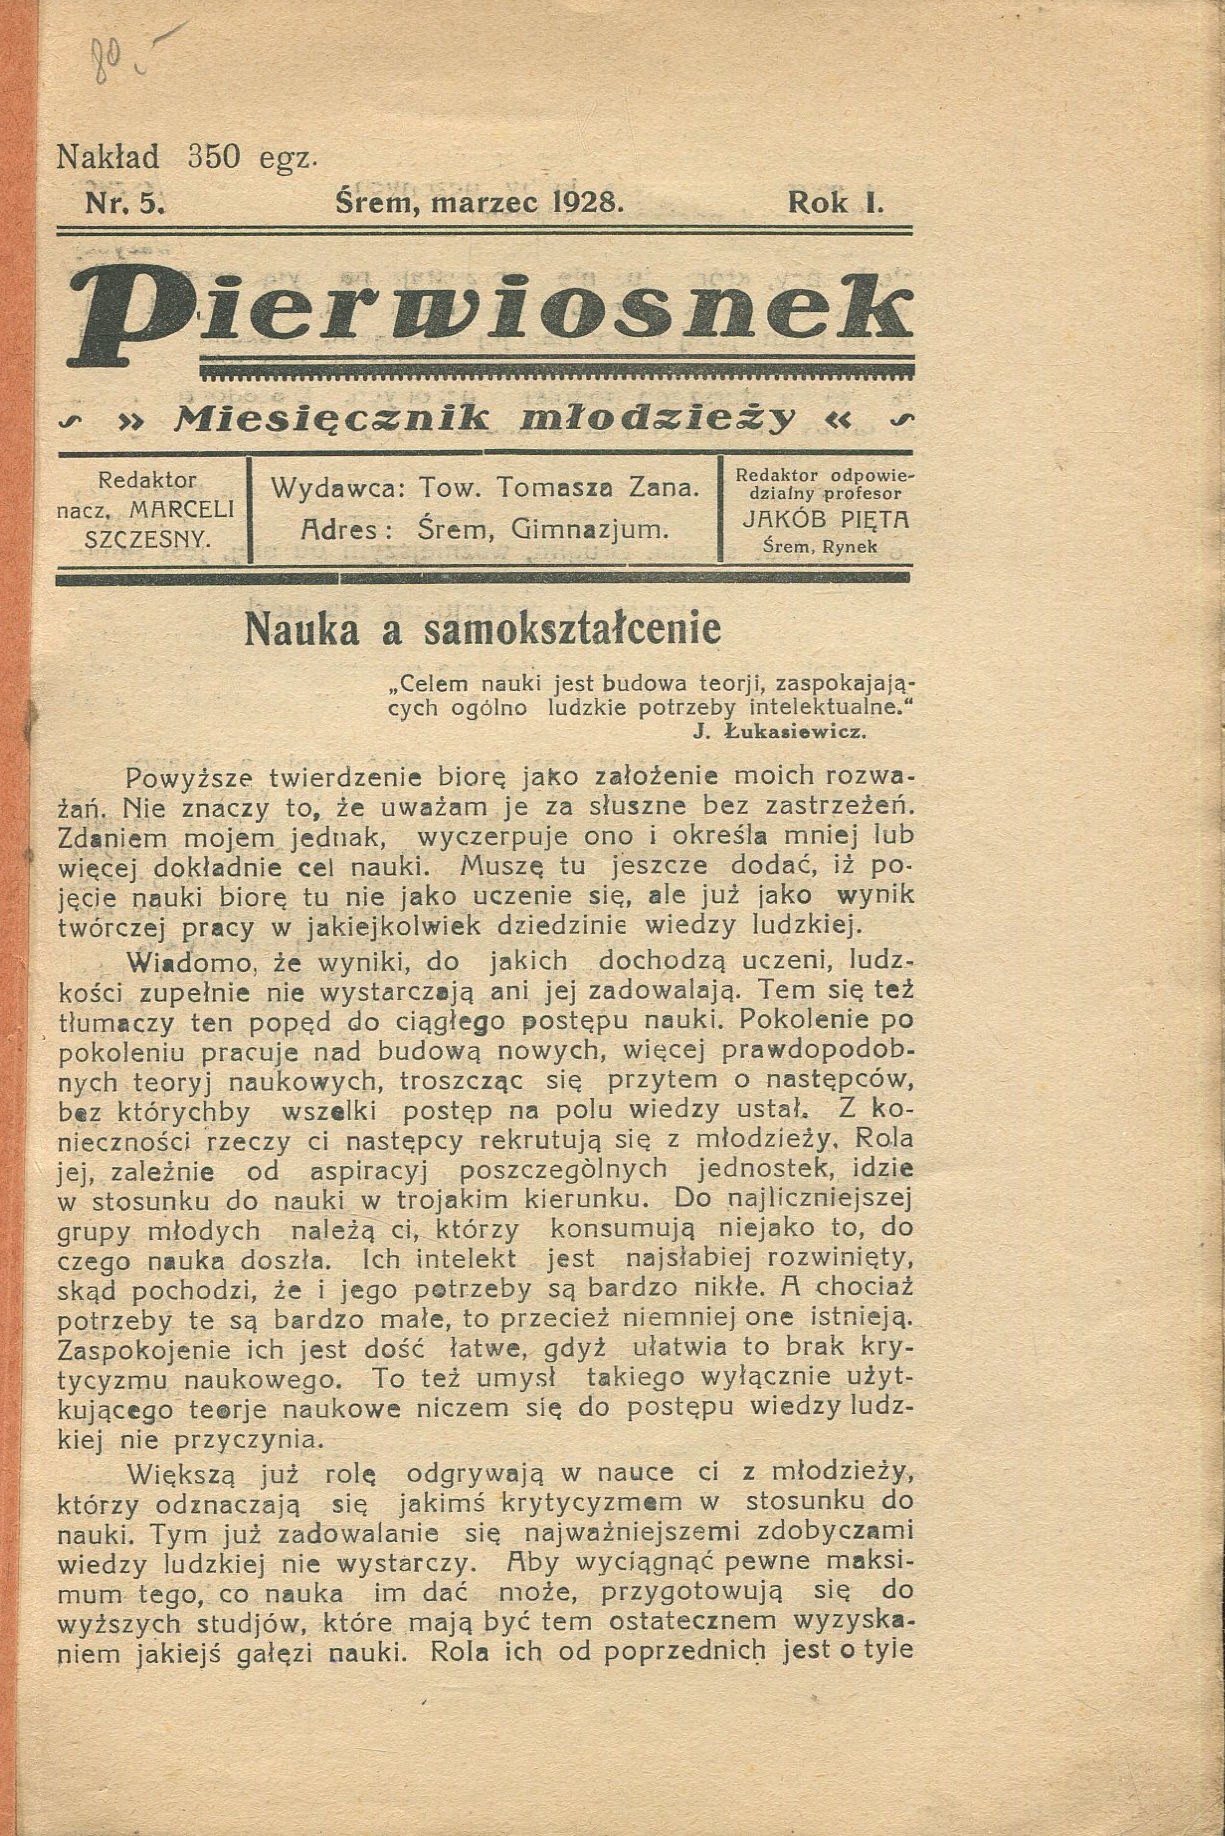 80.-
Nakład 350 egz.
Nr. 5. Śrem, marzec 1928. Rok I.
Pierwiosnek
» Miesięcznik młodzieży «
Redaktor
nacz. MARCELI
SZCZESNY.
Wydawca: Tow. Tomasza Zana.
Adres: Śrem, Gimnazjum.
Redaktor odpowie-
dzialny profesor
JAKÓB PIĘTA
Śrem, Rynek
Nauka a samokształcenie
„Celem nauki jest budowa teorji, zaspokajają-
cych ogólno ludzkie potrzeby intelektualne.“
J. Łukasiewicz.
Powyższe twierdzenie biorę jako założenie moich rozwa-
żań. Nie znaczy to, że uważam je za słuszne bez zastrzeżeń.
Zdaniem mojem jednak, wyczerpuje ono i określa mniej lub
więcej dokładnie cel nauki. Muszę tu jeszcze dodać, iż po-
jęcie nauki biorę tu nie jako uczenie się, ale już jako wynik
twórczej pracy w jakiejkolwiek dziedzinie wiedzy ludzkiej.
Wiadomo, że wyniki, do jakich dochodzą uczeni, ludz-
kości zupełnie nie wystarczają ani jej zadowalają. Tem się też
tłumaczy ten popęd do ciągłego postępu nauki. Pokolenie po
pokoleniu pracuje nad budową nowych, więcej prawdopodob-
nych teoryj naukowych, troszcząc się przytem o następców,
bez którychby wszelki postęp na polu wiedzy ustał. Z ko-
nieczności rzeczy ci następcy rekrutują się z młodzieży. Rola
jej, zależnie od aspiracyj poszczegòlnych jednostek, idzie
w stosunku do nauki w trojakim kierunku. Do najliczniejszej
grupy młodych należą ci, którzy konsumują niejako to, do
czego nauka doszła. Ich intelekt jest najsłabiej rozwinięty,
skąd pochodzi, że i jego potrzeby są bardzo nikłe. A chociaż
potrzeby te są bardzo małe, to przecież niemniej one istnieją.
Zaspokojenie ich jest dość łatwe, gdyż ułatwia to brak kry-
tycyzmu naukowego. To też umysł takiego wyłącznie użyt-
kującego teorje naukowe niczem się do postępu wiedzy ludz-
kiej nie przyczynia.
Większą już rolę odgrywają w nauce ci z młodzieży,
którzy odznaczają się jakimś krytycyzmem w stosunku do
nauki. Tym już zadowalanie się najważniejszemi zdobyczami
wiedzy ludzkiej nie wystarczy. Aby wyciągnąć pewne maksi-
mum tego, co nauka im dać może, przygotowują się do
wyższych studjów, które mają być tem ostatecznem wyzyska-
niem jakiejś gałęzi nauki. Rola ich od poprzednich jest o tyle